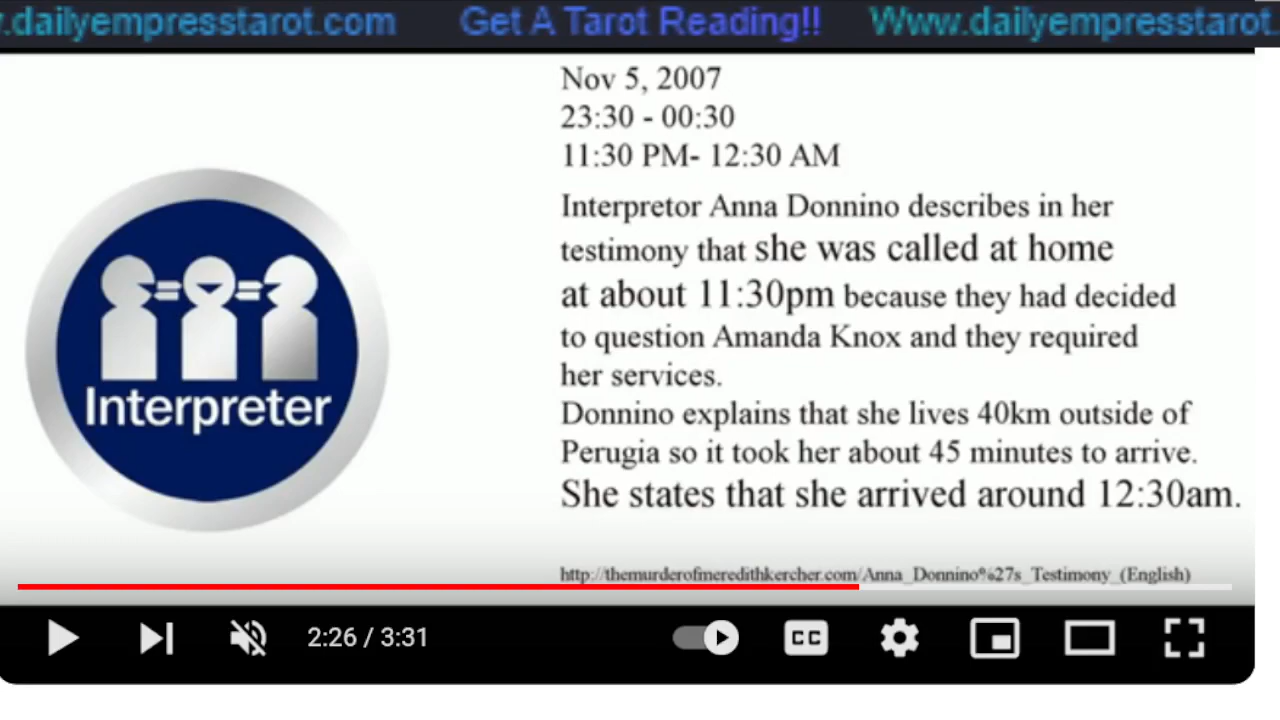 .dailyempresstarot.com Get A Tarot Reading!! Www.dailyempresstarot.
Nov 5, 2007
23:30 - 00:30
11:30 PM- 12:30 AM
Interpretor Anna Donnino describes in her
testimony that she was called at home
at about 11:30pm because they had decided
to question Amanda Knox and they required
her services.
Donnino explains that she lives 40km outside of
Perugia so it took her about 45 minutes to arrive.
She states that she arrived around 12:30am.
Interpreter
http://themurderofmeredithkercher.com/Anna_Donnino%27s_Testimony_(English)
2:26 / 3:31
CC